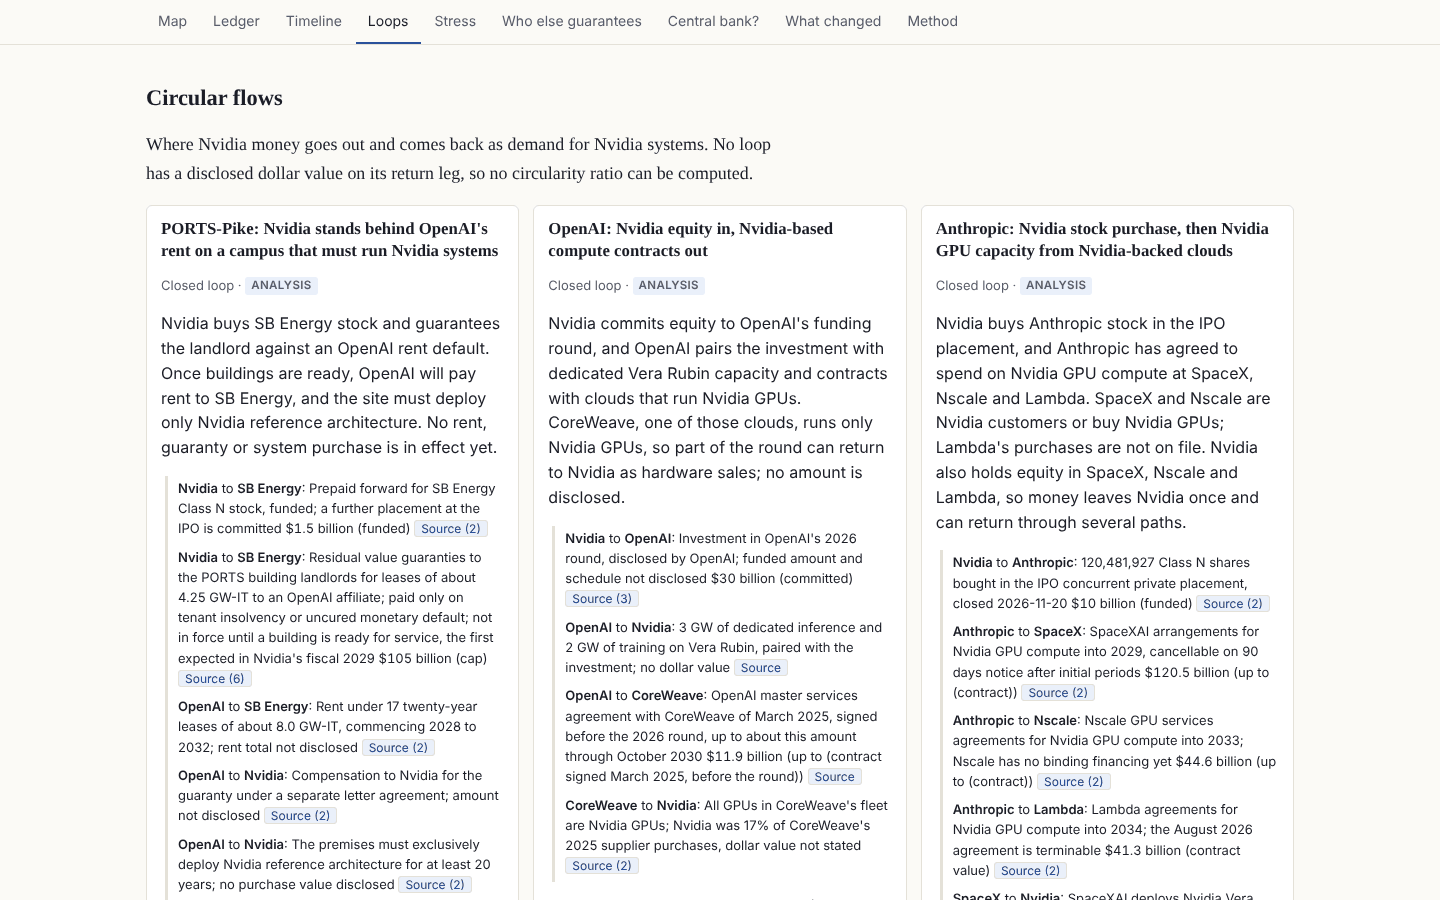 Map Ledger Timeline Loops Stress Who else guarantees Central bank? What changed Method
Circular flows
Where Nvidia money goes out and comes back as demand for Nvidia systems. No loop
has a disclosed dollar value on its return leg, so no circularity ratio can be computed.
PORTS-Pike: Nvidia stands behind OpenAI's
rent on a campus that must run Nvidia systems
Closed loop · ANALYSIS
Nvidia buys SB Energy stock and guarantees
the landlord against an OpenAI rent default.
Once buildings are ready, OpenAI will pay
rent to SB Energy, and the site must deploy
only Nvidia reference architecture. No rent,
guaranty or system purchase is in effect yet.
Nvidia to SB Energy: Prepaid forward for SB Energy
Class N stock, funded; a further placement at the
IPO is committed $1.5 billion (funded) Source (2)
Nvidia to SB Energy: Residual value guaranties to
the PORTS building landlords for leases of about
4.25 GW-IT to an OpenAI affiliate; paid only on
tenant insolvency or uncured monetary default; not
in force until a building is ready for service, the first
expected in Nvidia's fiscal 2029 $105 billion (cap)
Source (6)
OpenAI to SB Energy: Rent under 17 twenty-year
leases of about 8.0 GW-IT, commencing 2028 to
2032; rent total not disclosed Source (2)
OpenAI to Nvidia: Compensation to Nvidia for the
guaranty under a separate letter agreement; amount
not disclosed Source (2)
OpenAI to Nvidia: The premises must exclusively
deploy Nvidia reference architecture for at least 20
years; no purchase value disclosed Source (2)
OpenAI: Nvidia equity in, Nvidia-based
compute contracts out
Closed loop · ANALYSIS
Nvidia commits equity to OpenAI's funding
round, and OpenAI pairs the investment with
dedicated Vera Rubin capacity and contracts
with clouds that run Nvidia GPUs.
CoreWeave, one of those clouds, runs only
Nvidia GPUs, so part of the round can return
to Nvidia as hardware sales; no amount is
disclosed.
Nvidia to OpenAI: Investment in OpenAI's 2026
round, disclosed by OpenAI; funded amount and
schedule not disclosed $30 billion (committed)
Source (3)
OpenAI to Nvidia: 3 GW of dedicated inference and
2 GW of training on Vera Rubin, paired with the
investment; no dollar value Source
OpenAI to CoreWeave: OpenAI master services
agreement with CoreWeave of March 2025, signed
before the 2026 round, up to about this amount
through October 2030 $11.9 billion (up to (contract
signed March 2025, before the round)) Source
CoreWeave to Nvidia: All GPUs in CoreWeave's fleet
are Nvidia GPUs; Nvidia was 17% of CoreWeave's
2025 supplier purchases, dollar value not stated
Source (2)
Anthropic: Nvidia stock purchase, then Nvidia
GPU capacity from Nvidia-backed clouds
Closed loop · ANALYSIS
Nvidia buys Anthropic stock in the IPO
placement, and Anthropic has agreed to
spend on Nvidia GPU compute at SpaceX,
Nscale and Lambda. SpaceX and Nscale are
Nvidia customers or buy Nvidia GPUs;
Lambda's purchases are not on file. Nvidia
also holds equity in SpaceX, Nscale and
Lambda, so money leaves Nvidia once and
can return through several paths.
Nvidia to Anthropic: 120,481,927 Class N shares
bought in the IPO concurrent private placement,
closed 2026-11-20 $10 billion (funded) Source (2)
Anthropic to SpaceX: SpaceXAI arrangements for
Nvidia GPU compute into 2029, cancellable on 90
days notice after initial periods $120.5 billion (up to
(contract)) Source (2)
Anthropic to Nscale: Nscale GPU services
agreements for Nvidia GPU compute into 2033;
Nscale has no binding financing yet $44.6 billion (up
to (contract)) Source (2)
Anthropic to Lambda: Lambda agreements for
Nvidia GPU compute into 2034; the August 2026
agreement is terminable $41.3 billion (contract
value) Source (2)
SpaceX to Nvidia: SpaceXAI deploys Nvidia Vera